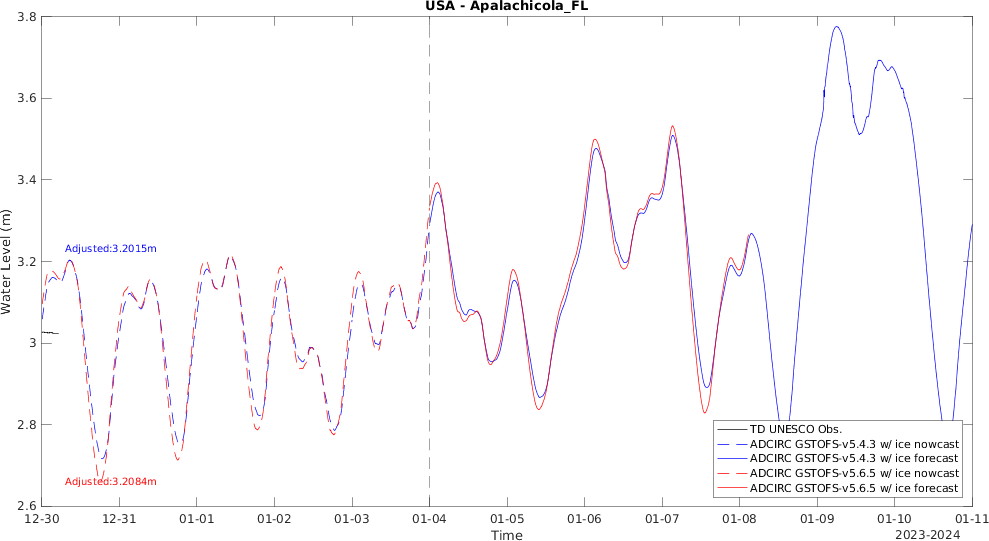 USA - Apalachicola_FL
3.8
3.6
3.4
3.2
3
2.8
2.6
Water Level (m)
Adjusted:3.2015m
Adjusted:3.2084m
TD UNESCO Obs.
ADCIRC GSTOFS-v5.4.3 w/ ice nowcast
ADCIRC GSTOFS-v5.4.3 w/ ice forecast
ADCIRC GSTOFS-v5.6.5 w/ ice nowcast
ADCIRC GSTOFS-v5.6.5 w/ ice forecast
12-30 12-31 01-01 01-02 01-03 01-04 01-05 01-06 01-07 01-08 01-09 01-10 01-11
Time
2023-2024